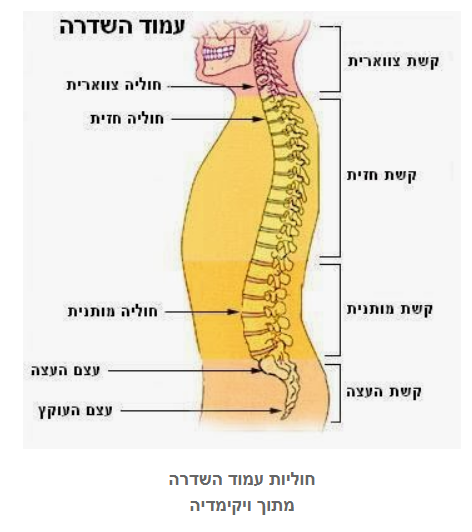 עמוד השדרה
קשת צווארית
חוליה צווארית
חוליה חזית
קשת חזית
קשת מותנית
חוליה מותנית
עצם העצה
קשת העצה
עצם העוקץ
חוליות עמוד השדרה
מתוך ויקימדיה